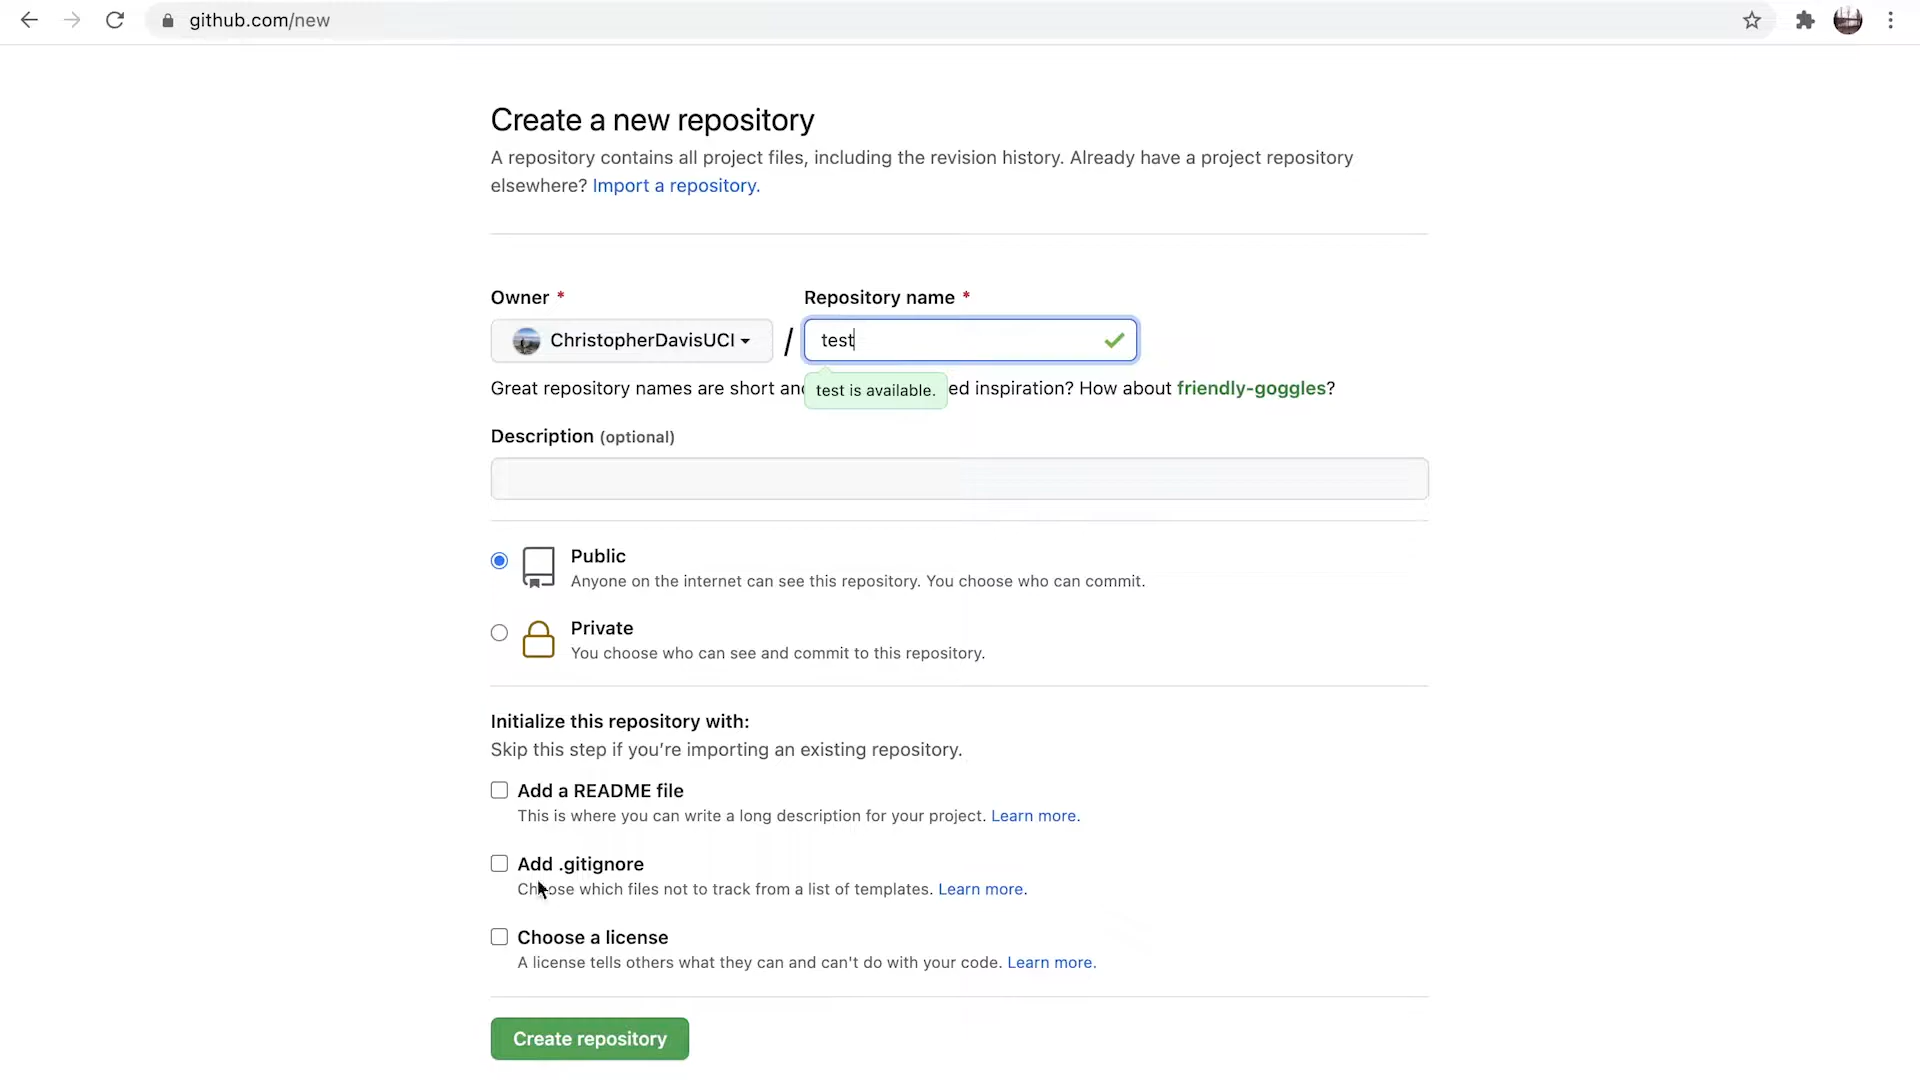 github.com/new
Create a new repository
A repository contains all project files, including the revision history. Already have a project repository
elsewhere? Import a repository.
Owner *
Repository name *
ChristopherDavisUCI
/
test
Great repository names are short an
test is available.
ed inspiration? How about friendly-goggles?
Description (optional)
Public
Anyone on the internet can see this repository. You choose who can commit.
Private
You choose who can see and commit to this repository.
Initialize this repository with:
Skip this step if you’re importing an existing repository.
Add a README file
This is where you can write a long description for your project. Learn more.
Add .gitignore
Choose which files not to track from a list of templates. Learn more.
Choose a license
A license tells others what they can and can't do with your code. Learn more.
Create repository